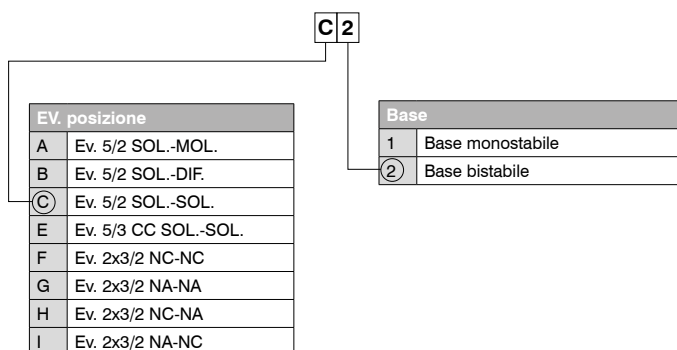 C 2
EV. posizione
A Ev. 5/2 SOL.-MOL.
B Ev. 5/2 SOL.-DIF.
C Ev. 5/2 SOL.-SOL.
E Ev. 5/3 CC SOL.-SOL.
F Ev. 2x3/2 NC-NC
G Ev. 2x3/2 NA-NA
H Ev. 2x3/2 NC-NA
I Ev. 2x3/2 NA-NC
Base
1 Base monostabile
2 Base bistabile